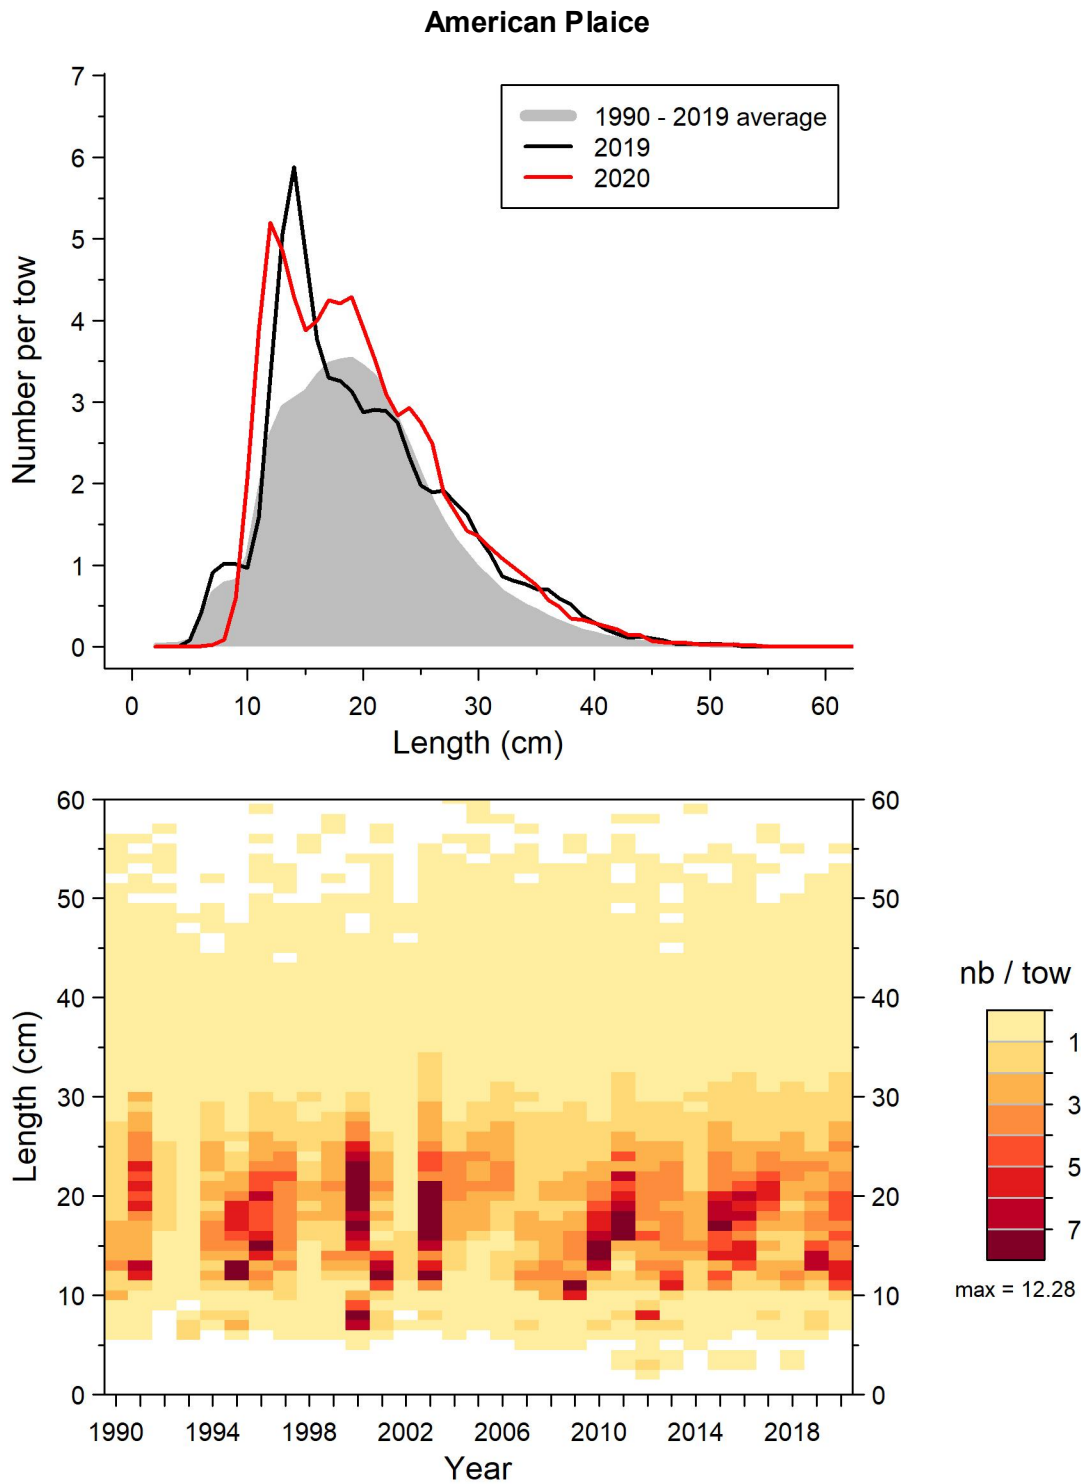 American Plaice
7
6
5
4
3
2
1
0
Number per tow
1990 - 2019 average
2019
2020
0 10 20 30 40 50 60
Length (cm)
60 60
50 50
40 40
30 30
20 20
10 10
0 0
Length (cm)
1990 1994 1998 2002 2006 2010 2014 2018
Year
nb / tow
1
3
5
7
max = 12.28